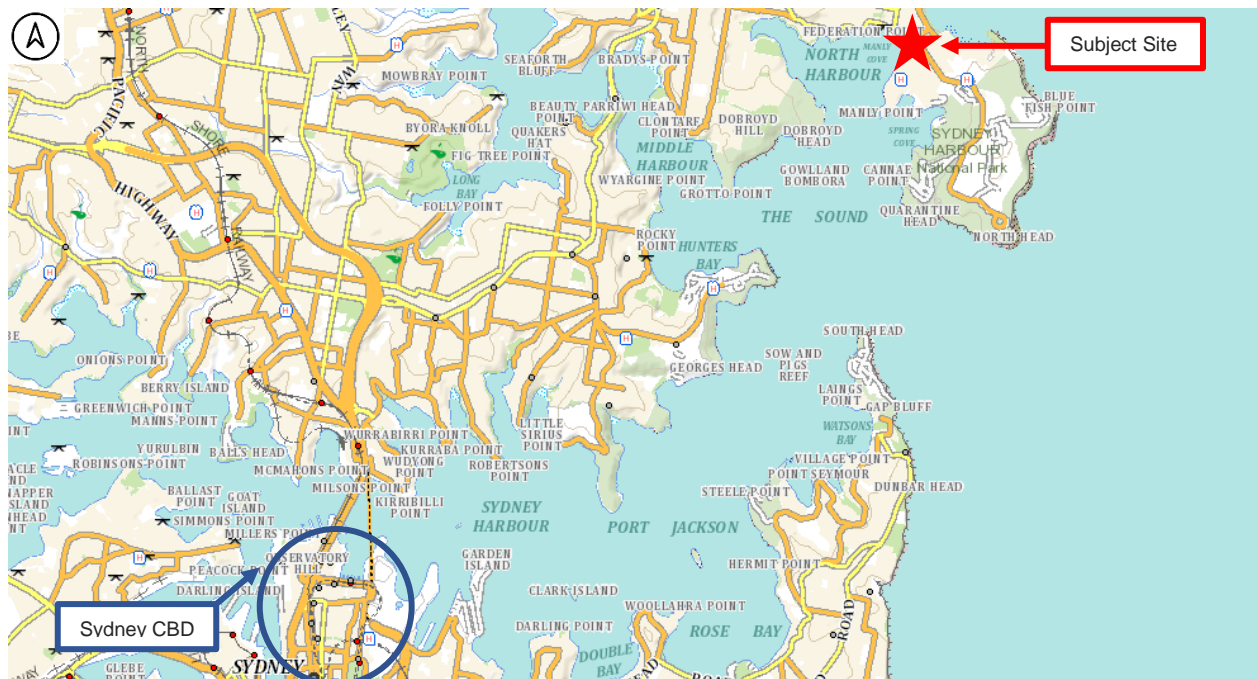 NORTH
LEY
WAY
PACIFIC
SHORE
HIGHWAY
RAILWAY
H
MOWBRAY POINT
SEAFORTH
BLUFF
BRADYS POINT
FEDERATION POINT
NORTH
HARBOUR
MANLY
COVE
Subject Site
BEAUTY
POINT
PARRIWI HEAD
BYORA KNOLL
QUAKERS
HAT
CLONTARF
POINT
DOBROYD
HILL
DOBROYD
HEAD
MANLY POINT
SPRING
COVE
BLUE
FISH POINT
SYDNEY
HARBOUR
National Park
FIG TREE POINT
MIDDLE
HARBOUR
LONG
BAY
WYARGINE POINT
GROTTO POINT
GOWLLAND
BOMBORA
CANNAE
POINT
FOLLY POINT
THE SOUND
QUARANTINE
HEAD
NORTH HEAD
ROCKY
POINT
HUNTERS
BAY
GEORGES HEAD
SOUTH HEAD
SOW AND
PIGS
REEF
LAINGS
POINT
GAP BLUFF
WATSONS
BAY
ONIONS POINT
BERRY ISLAND
GREENWICH POINT
MANNS POINT
YURULBIN
BALLS HEAD
ROBINSONS POINT
WURRABIRRI POINT
KURRABA POINT
MCMAHONS POINT
WUDYONG
POINT
LITTLE
SIRIUS
POINT
ROBERTSONS
POINT
MILSONS POINT
KIRRIBILLI
POINT
VILLAGE POINT
POINT SEYMOUR
STEELE POINT
DUNBAR HEAD
BALLAST
POINT
GOAT
ISLAND
SIMMONS POINT
MILLERS POINT
SYDNEY
HARBOUR
PORT JACKSON
OBSERVATORY
HILL
PEACOCK POINT
DARLING ISLAND
GARDEN
ISLAND
CLARK ISLAND
HERMIT POINT
WOOLLAHRA POINT
Sydney CBD
DARLING POINT
ROSE BAY
DOUBLE
BAY
ROAD
SYDNEY
GLEBE
POINT
HEAD
ROAD
WAY